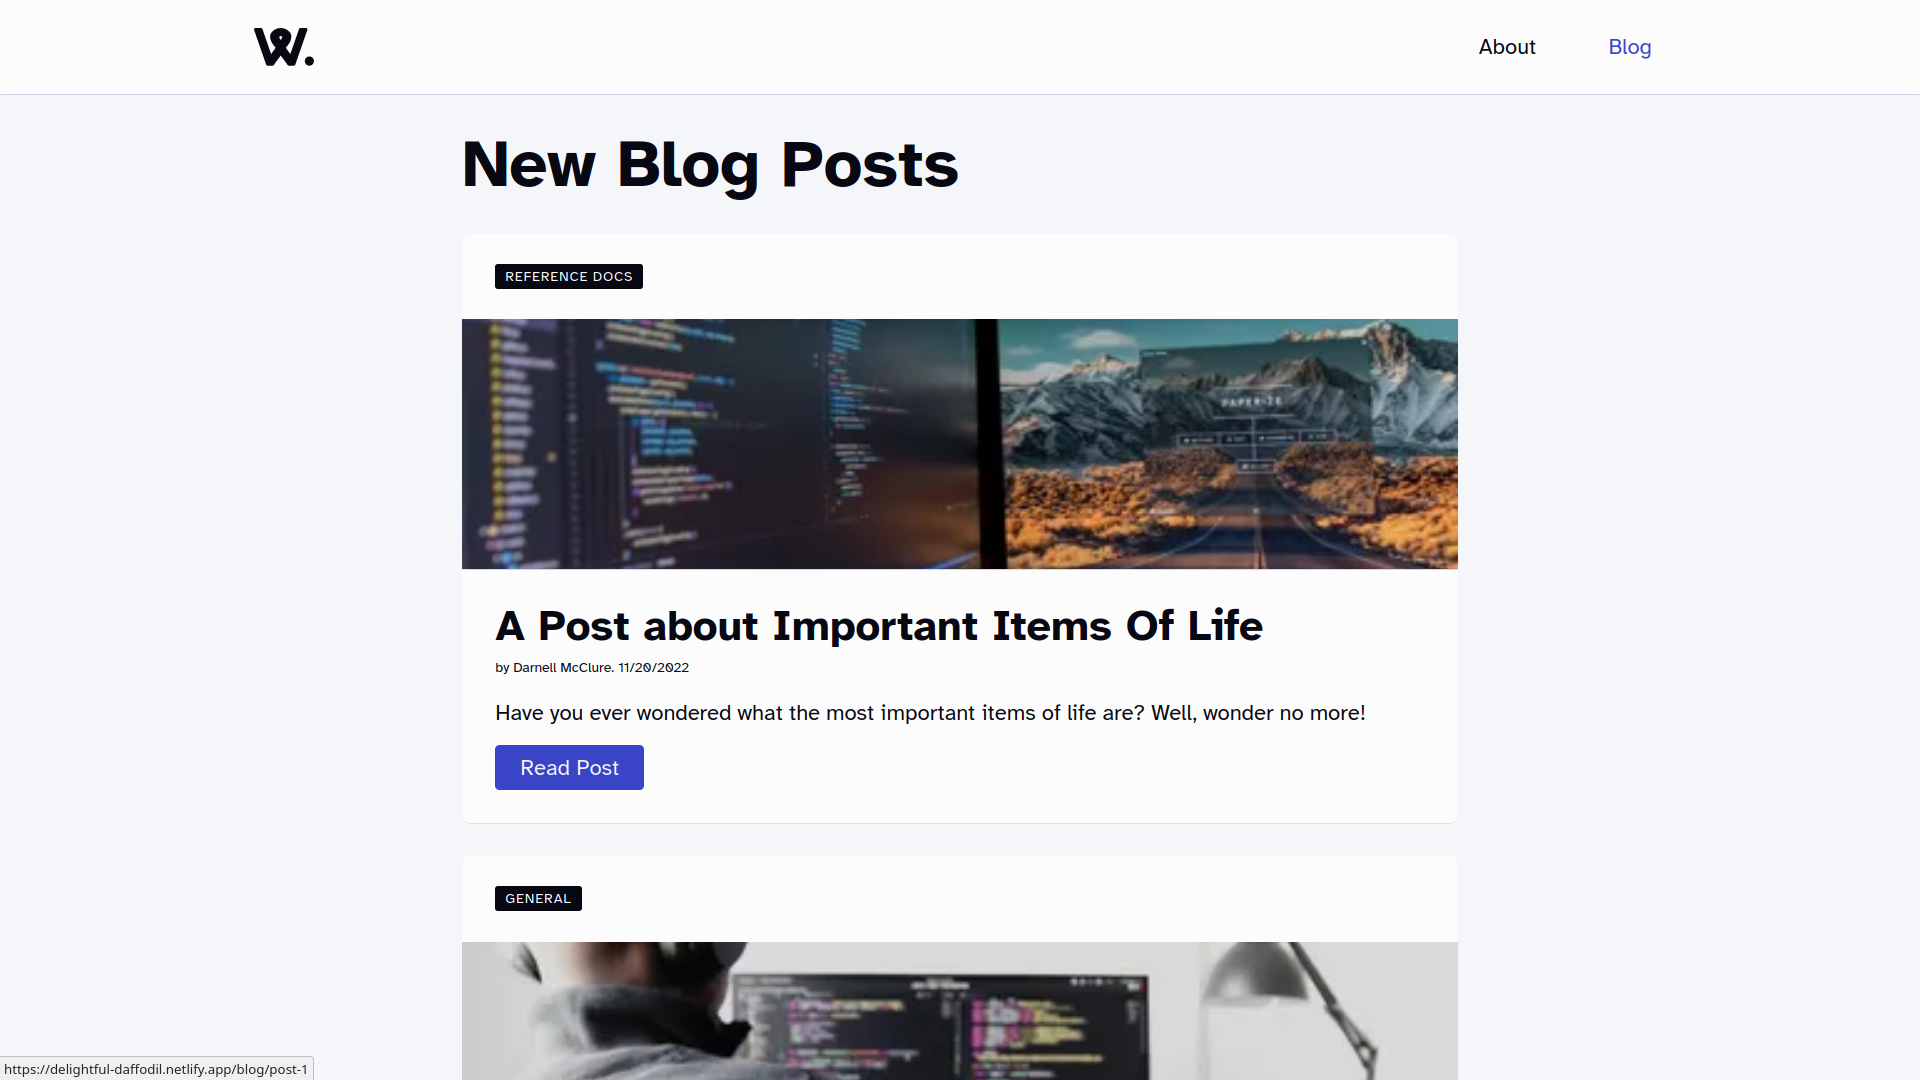 W.
About
Blog
New Blog Posts
REFERENCE DOCS
PAPERIZE
A Post about Important Items Of Life
by Darnell McClure. 11/20/2022
Have you ever wondered what the most important items of life are? Well, wonder no more!
Read Post
GENERAL
https://delightful-daffodil.netlify.app/blog/post-1